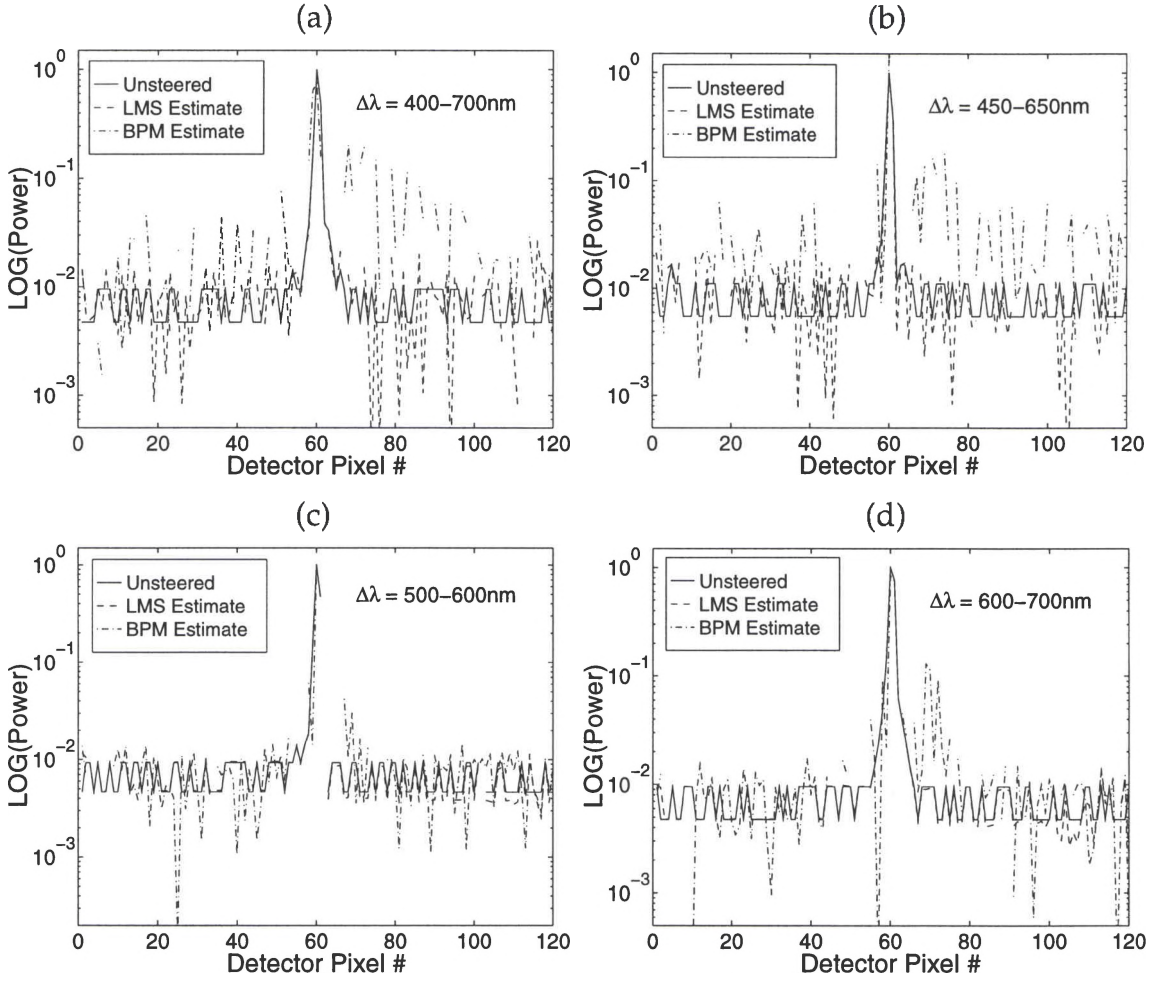 (a)
10^0
10^-1
10^-2
10^-3
LOG(Power)
Unsteered
LMS Estimate
BPM Estimate
Δλ = 400–700nm
0 20 40 60 80 100 120
Detector Pixel #
(b)
10^0
10^-1
10^-2
10^-3
LOG(Power)
Unsteered
LMS Estimate
BPM Estimate
Δλ = 450–650nm
0 20 40 60 80 100 120
Detector Pixel #
(c)
10^0
10^-1
10^-2
10^-3
LOG(Power)
Unsteered
LMS Estimate
BPM Estimate
Δλ = 500–600nm
0 20 40 60 80 100 120
Detector Pixel #
(d)
10^0
10^-1
10^-2
10^-3
LOG(Power)
Unsteered
LMS Estimate
BPM Estimate
Δλ = 600–700nm
0 20 40 60 80 100 120
Detector Pixel #